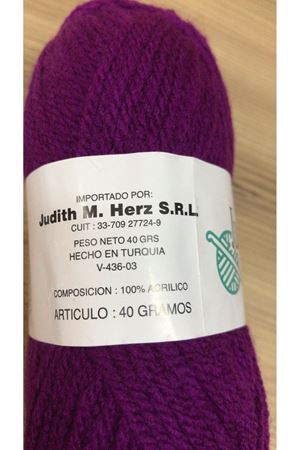 IMPORTADO POR:
Judith M. Herz S.R.L.
CUIT : 33-709 27724-9
PESO NETO 40 GRS
HECHO EN TURQUIA
V-436-03
COMPOSICION : 100% ACRILICO
ARTICULO : 40 GRAMOS